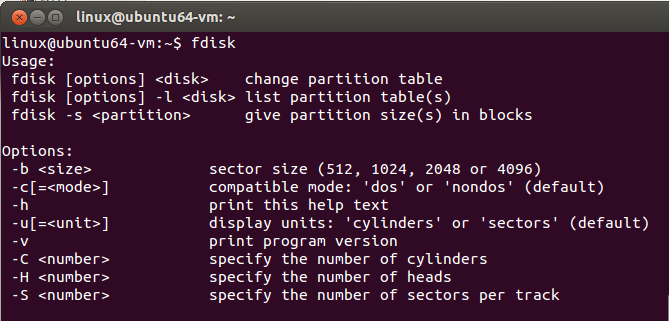 linux@ubuntu64-vm: ~
linux@ubuntu64-vm:~$ fdisk
Usage:
 fdisk [options] <disk>    change partition table
 fdisk [options] -l <disk> list partition table(s)
 fdisk -s <partition>      give partition size(s) in blocks

Options:
 -b <size>             sector size (512, 1024, 2048 or 4096)
 -c[=<mode>]           compatible mode: 'dos' or 'nondos' (default)
 -h                    print this help text
 -u[=<unit>]           display units: 'cylinders' or 'sectors' (default)
 -v                    print program version
 -C <number>           specify the number of cylinders
 -H <number>           specify the number of heads
 -S <number>           specify the number of sectors per track